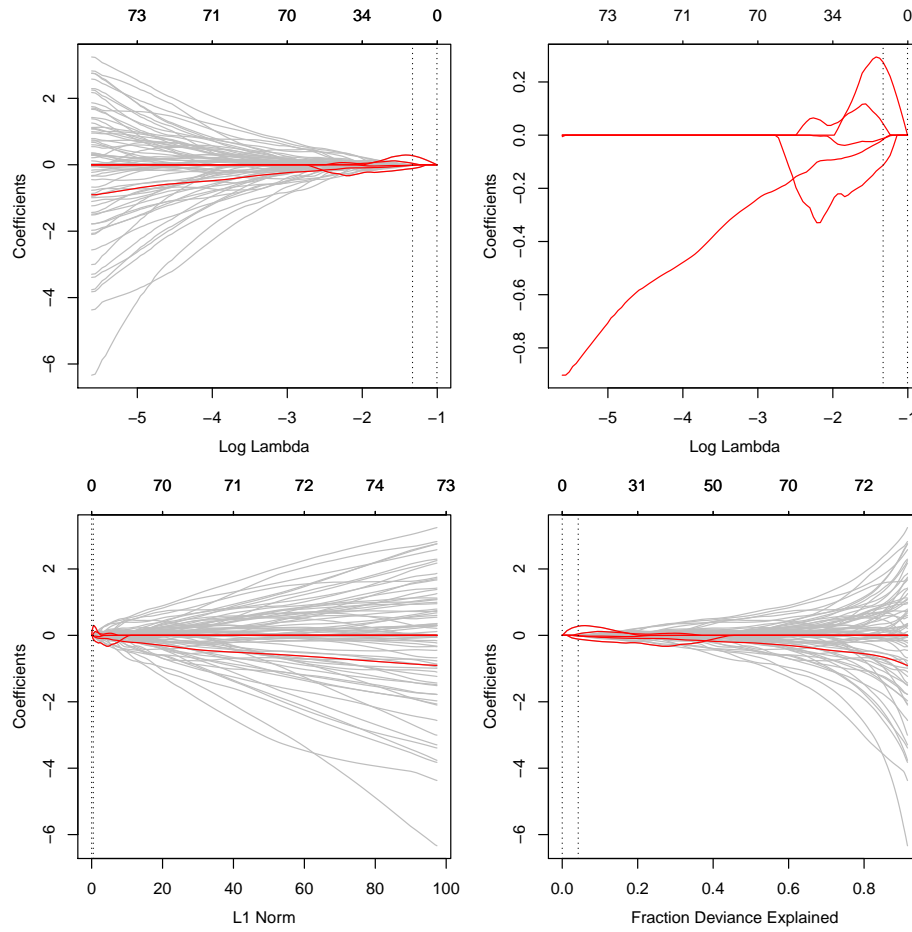 73 71 70 34 0
2
0
2
−4
−6
Coefficients
−5 −4 −3 −2 −1
Log Lambda
73 71 70 34 0
0.2
0.0
−0.2
−0.4
−0.6
−0.8
Coefficients
−5 −4 −3 −2 −1
Log Lambda
0 70 71 72 74 73
2
0
−2
−4
−6
Coefficients
0 20 40 60 80 100
L1 Norm
0 31 50 70 72
2
0
−2
−4
−6
Coefficients
0.0 0.2 0.4 0.6 0.8
Fraction Deviance Explained